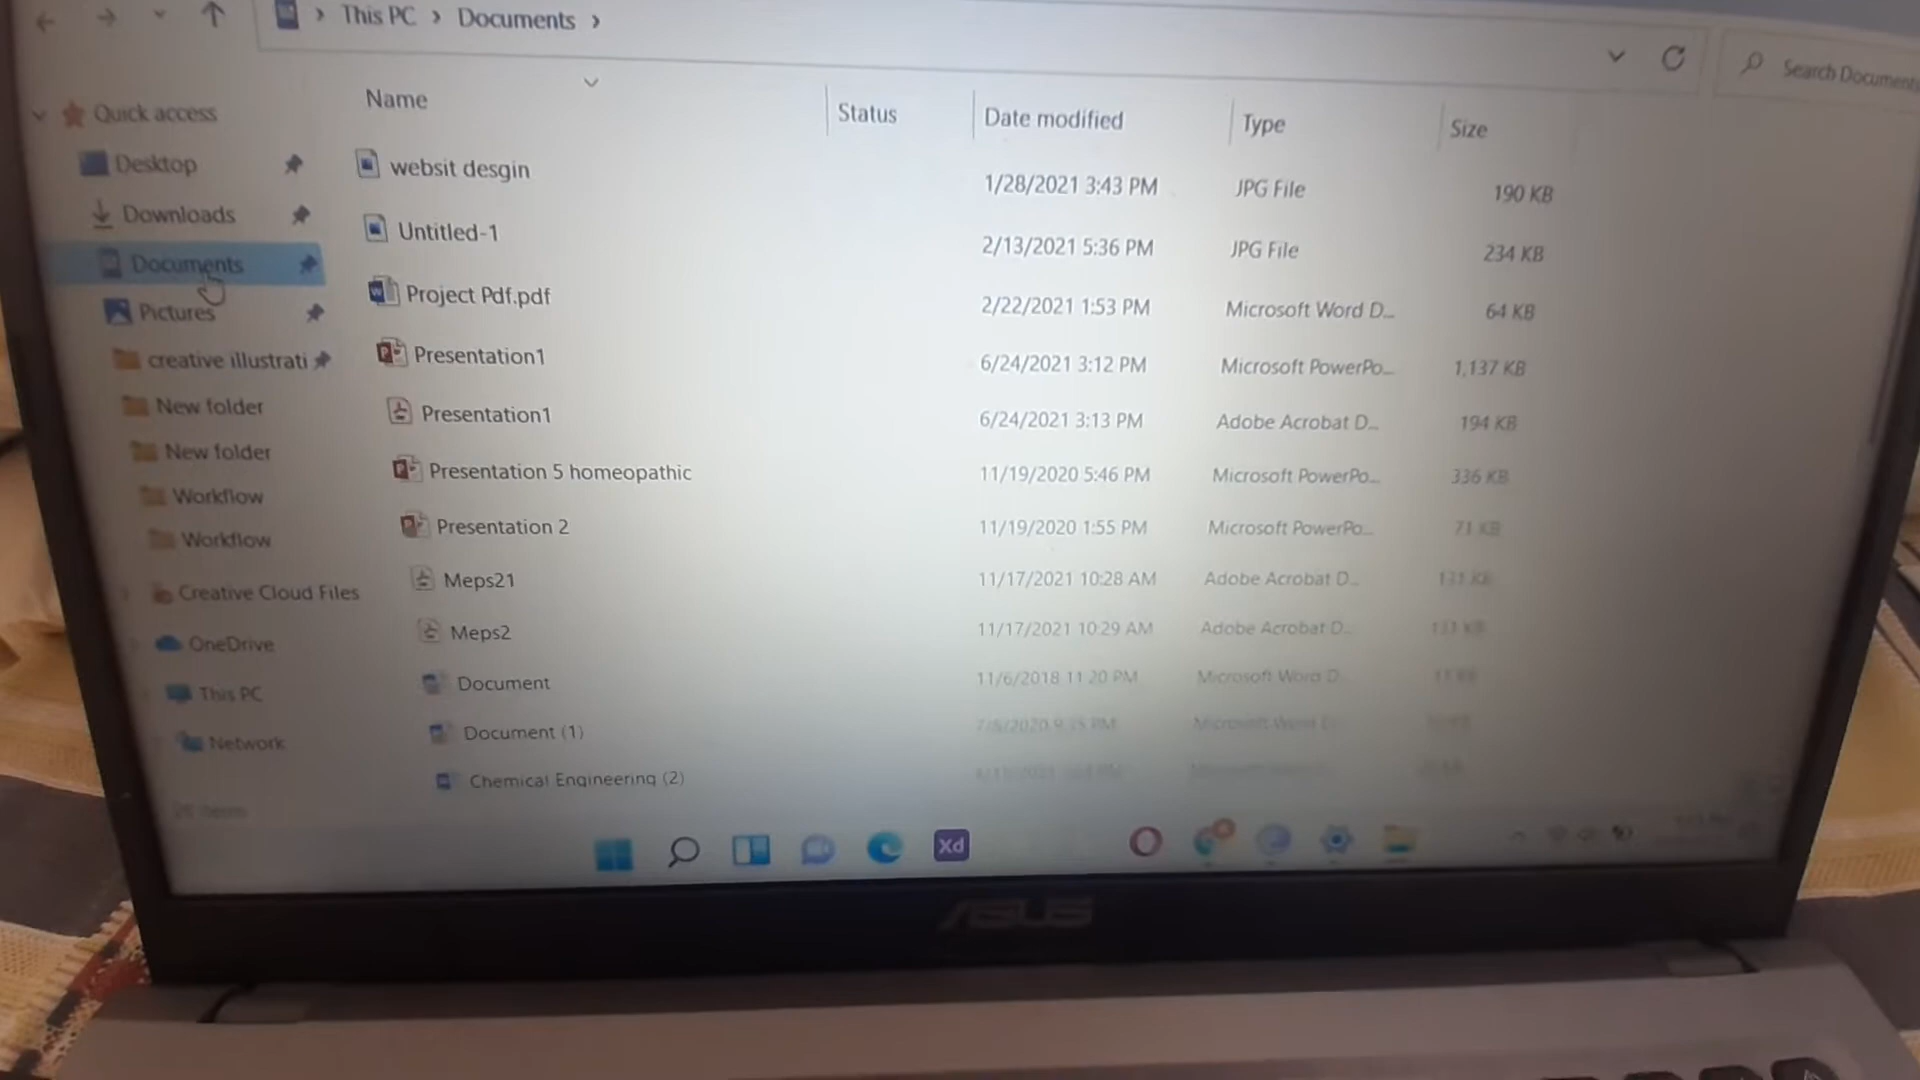 This PC > Documents >
Search Documents
Name Status Date modified Type Size
Quick access
Desktop
Downloads
Documents
Pictures
creative illustrati
New folder
New folder
Workflow
Workflow
Creative Cloud Files
OneDrive
This PC
Network
websit desgin 1/28/2021 3:43 PM JPG File 190 KB
Untitled-1 2/13/2021 5:36 PM JPG File 234 KB
Project Pdf.pdf 2/22/2021 1:53 PM Microsoft Word D... 64 KB
Presentation1 6/24/2021 3:12 PM Microsoft PowerPo... 1,137 KB
Presentation1 6/24/2021 3:13 PM Adobe Acrobat D... 194 KB
Presentation 5 homeopathic 11/19/2020 5:46 PM Microsoft PowerPo... 336 KB
Presentation 2 11/19/2020 1:55 PM Microsoft PowerPo... 71 KB
Meps21 11/17/2021 10:28 AM Adobe Acrobat D... 131 KB
Meps2 11/17/2021 10:29 AM Adobe Acrobat D...
Document 11/6/2018 11:20 PM Microsoft Word D...
Document (1)
Chemical Engineering (2)
items
Xd
ASUS